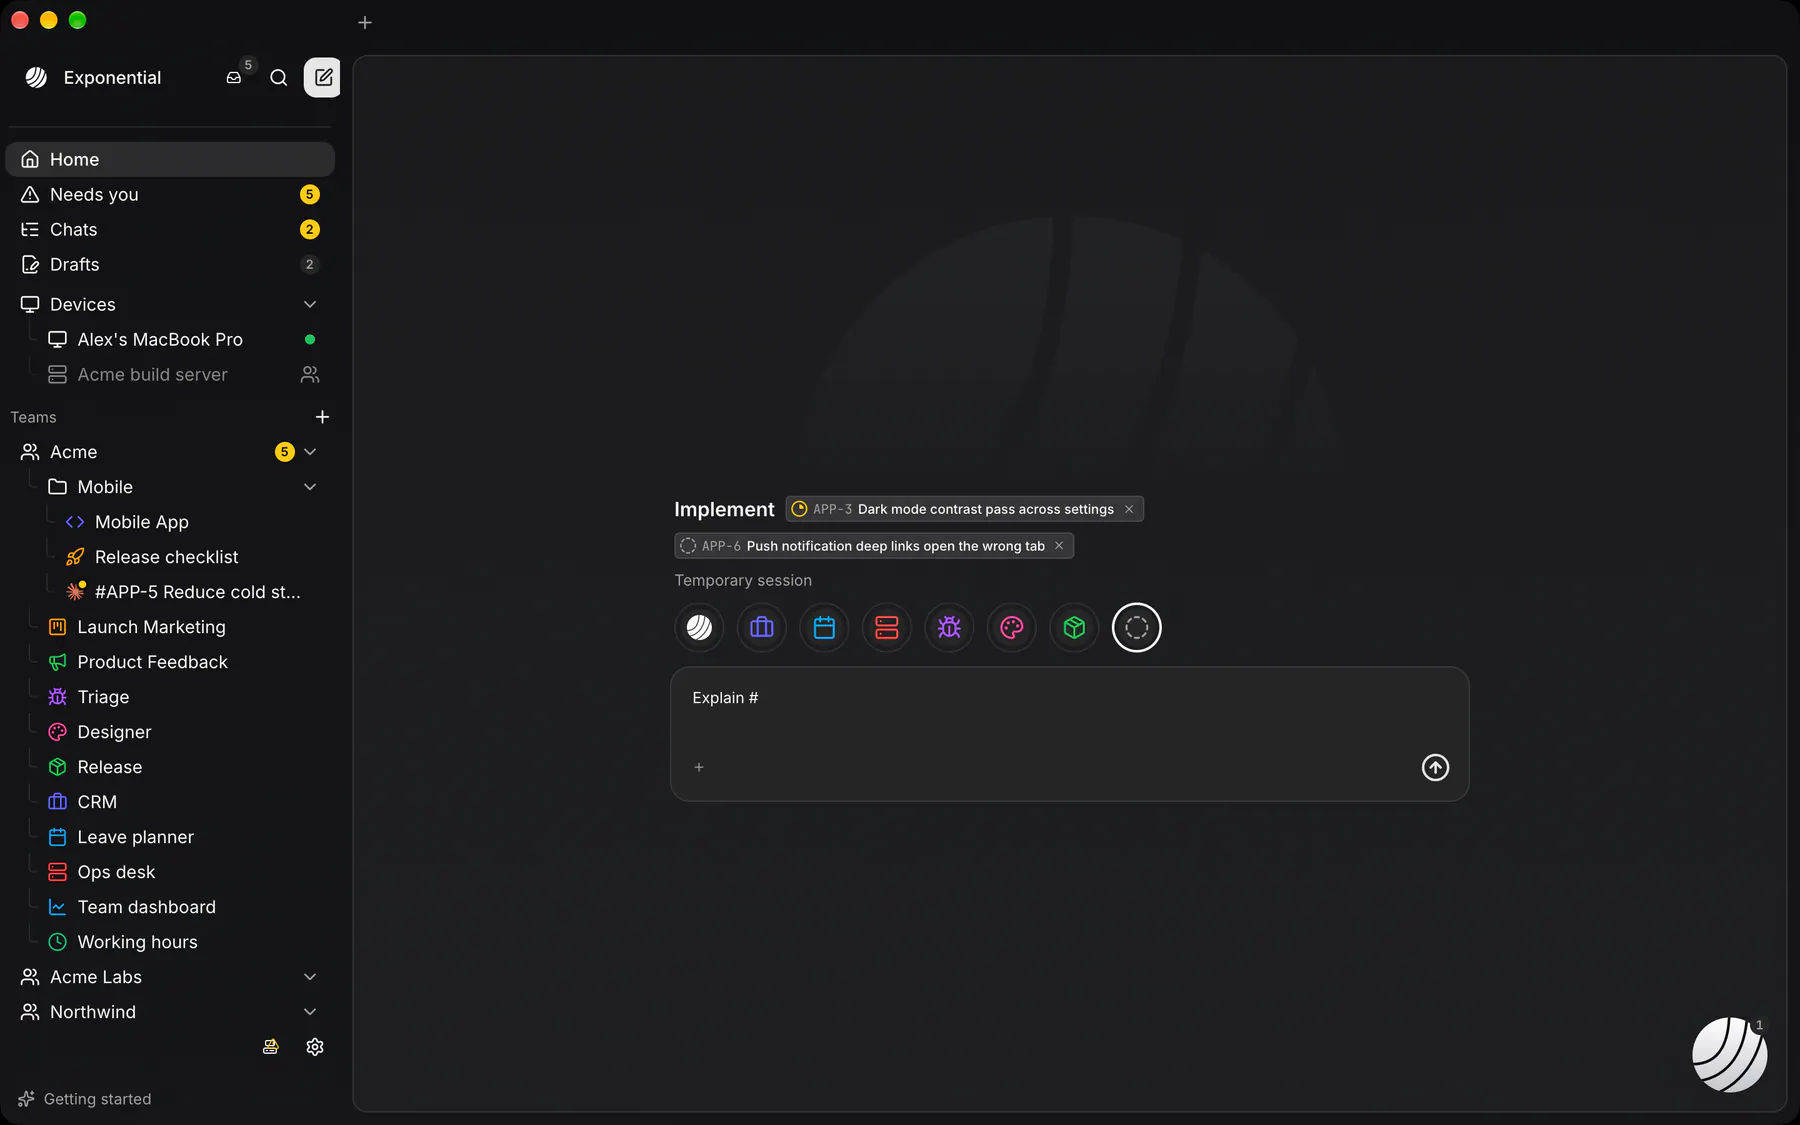 Exponential
5
Home
Needs you 5
Chats 2
Drafts 2
Devices
Alex's MacBook Pro
Acme build server
Teams
Acme 5
Mobile
Mobile App
Release checklist
#APP-5 Reduce cold st...
Launch Marketing
Product Feedback
Triage
Designer
Release
CRM
Leave planner
Ops desk
Team dashboard
Working hours
Acme Labs
Northwind
Getting started
Implement APP-3 Dark mode contrast pass across settings
APP-6 Push notification deep links open the wrong tab
Temporary session
Explain #
1